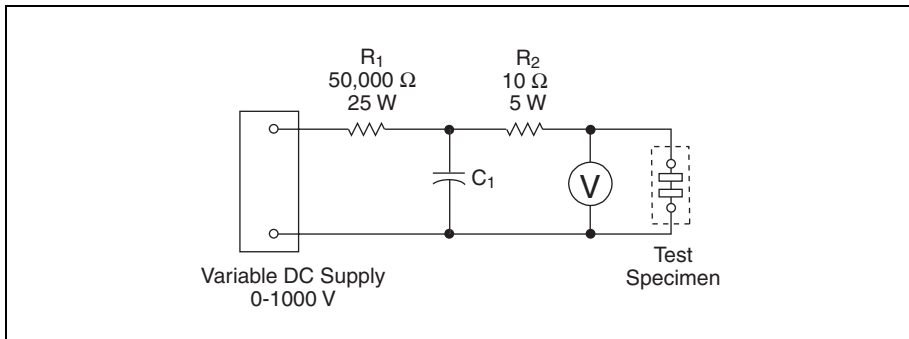 R1
50,000 Ω
25 W
R2
10 Ω
5 W
C1
V
Variable DC Supply
0-1000 V
Test
Specimen